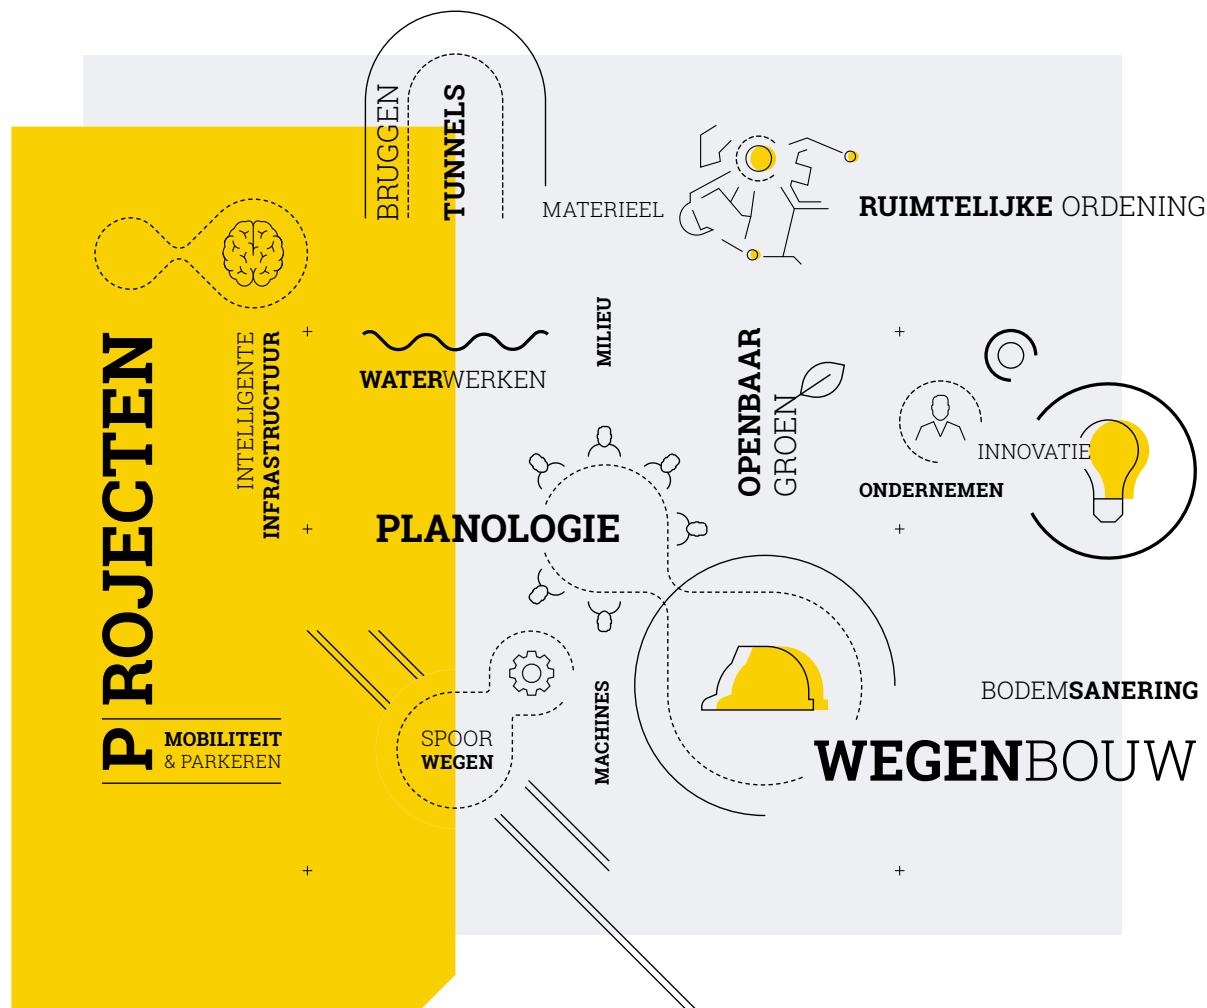 BRUGGEN
TUNNELS
MATERIEEL
RUIMTELIJKE ORDENING
PROJECTEN
INTELLIGENTE
INFRASTRUCTUUR
WATERWERKEN
MILIEU
OPENBAAR
GROEN
INNOVATIE
ONDERNEMEN
PLANOLOGIE
MOBILITEIT
& PARKEREN
SPOOR
WEGEN
MACHINES
BODEMSANERING
WEGENBOUW